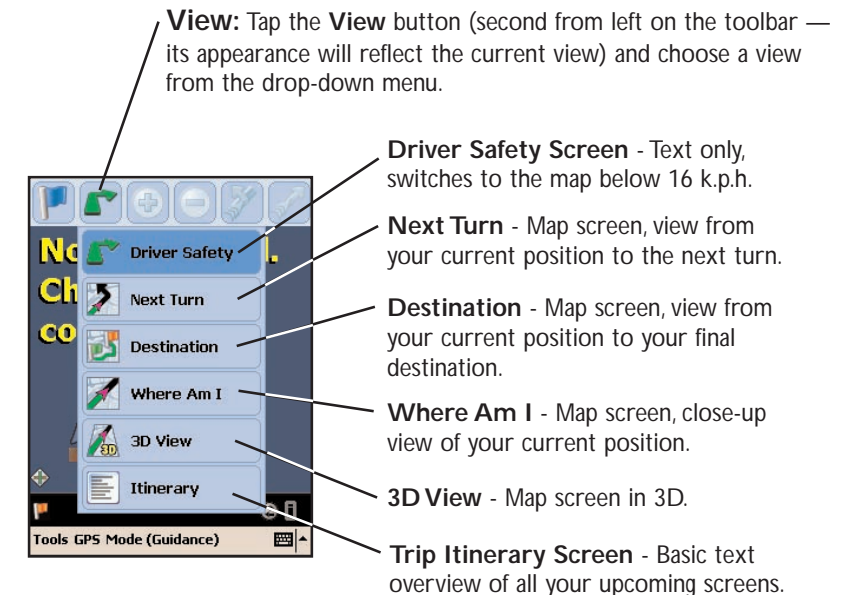 View: Tap the View button (second from left on the toolbar —
its appearance will reflect the current view) and choose a view
from the drop-down menu.
Driver Safety Screen - Text only,
switches to the map below 16 k.p.h.
Next Turn - Map screen, view from
your current position to the next turn.
Destination - Map screen, view from
your current position to your final
destination.
Where Am I - Map screen, close-up
view of your current position.
3D View - Map screen in 3D.
Trip Itinerary Screen - Basic text
overview of all your upcoming screens.
Driver Safety
Next Turn
Destination
Where Am I
3D
3D View
Itinerary
Tools GPS Mode (Guidance)